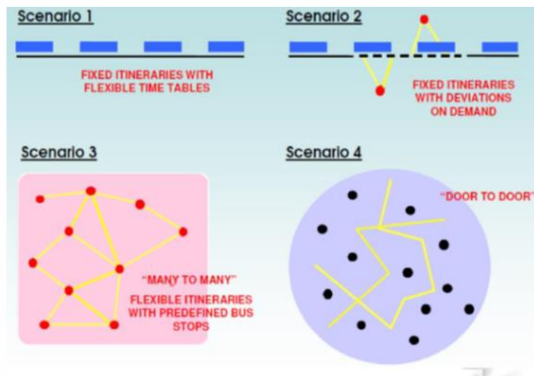 Scenario 1
FIXED ITINERARIES WITH
FLEXIBLE TIME TABLES
Scenario 2
FIXED ITINERARIES
WITH DEVIATIONS
ON DEMAND
Scenario 3
"MANY TO MANY"
FLEXIBLE ITINERARIES
WITH PREDEFINED BUS
STOPS
Scenario 4
"DOOR TO DOOR"